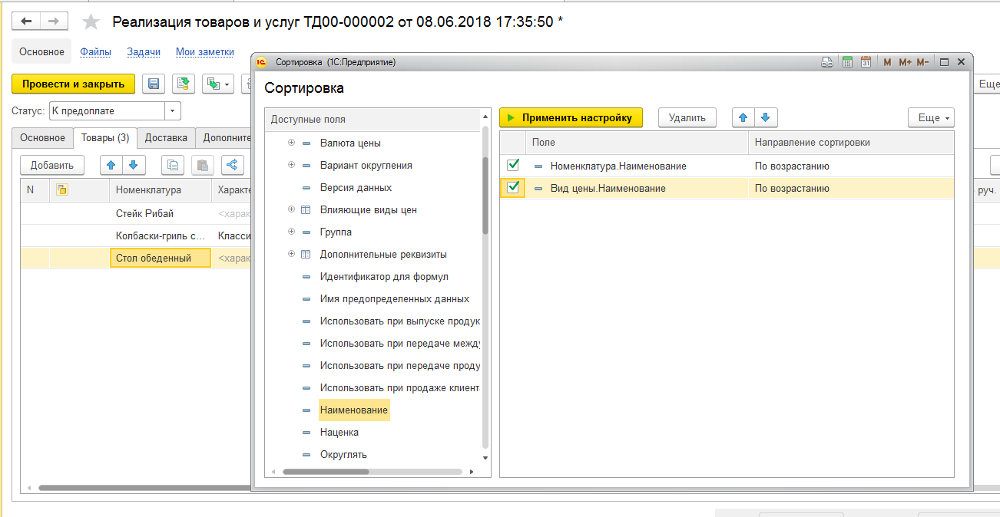 Реализация товаров и услуг ТД00-000002 от 08.06.2018 17:35:50 *
Основное Файлы Задачи Мои заметки
Провести и закрыть
Еще
Статус: К предоплате
Основное Товары (3) Доставка Дополните
Добавить
N Номенклатура Характе
руч.
Стейк Рибай <харак
Колбаски-гриль с... Класси
Стол обеденный <харак
1С Сортировка (1С:Предприятие) 31 M M+ M-
Сортировка
Доступные поля
Валюта цены
Вариант округления
Версия данных
Влияющие виды цен
Группа
Дополнительные реквизиты
Идентификатор для формул
Имя предопределенных данных
Использовать при выпуске продук
Использовать при передаче между
Использовать при передаче проду
Использовать при продаже клиент
Наименование
Наценка
Округлять
Применить настройку Удалить Еще
Поле Направление сортировки
Номенклатура.Наименование По возрастанию
Вид цены.Наименование По возрастанию